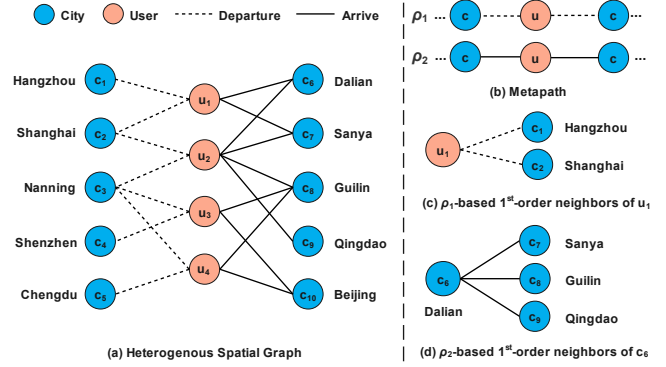 City User Departure Arrive
Hangzhou c1 u1 c6 Dalian
Shanghai c2 u2 c7 Sanya
Nanning c3 u3 c8 Guilin
Shenzhen c4 u4 c9 Qingdao
Chengdu c5 c10 Beijing
(a) Heterogenous Spatial Graph
ρ1 ... c u c ...
ρ2 ... c u c ...
(b) Metapath
u1 c1 Hangzhou
c2 Shanghai
(c) ρ1-based 1st-order neighbors of u1
c7 Sanya
c6 c8 Guilin
Dalian c9 Qingdao
(d) ρ2-based 1st-order neighbors of c6